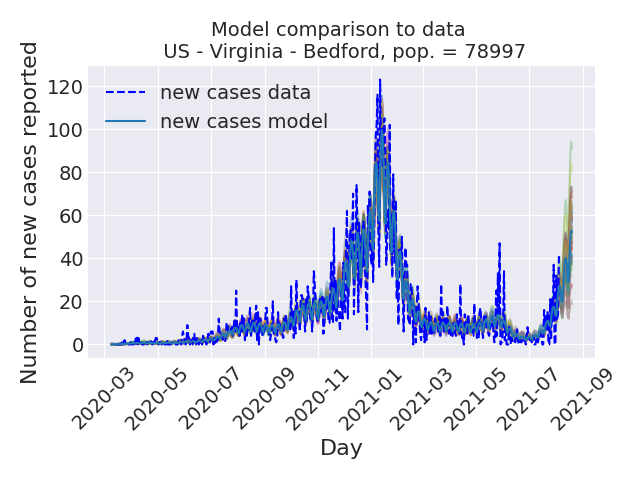 Model comparison to data
US - Virginia - Bedford, pop. = 78997
Number of new cases reported
120
100
80
60
40
20
0
new cases data
new cases model
2020-03
2020-05
2020-07
2020-09
2020-11
2021-01
2021-03
2021-05
2021-07
2021-09
Day